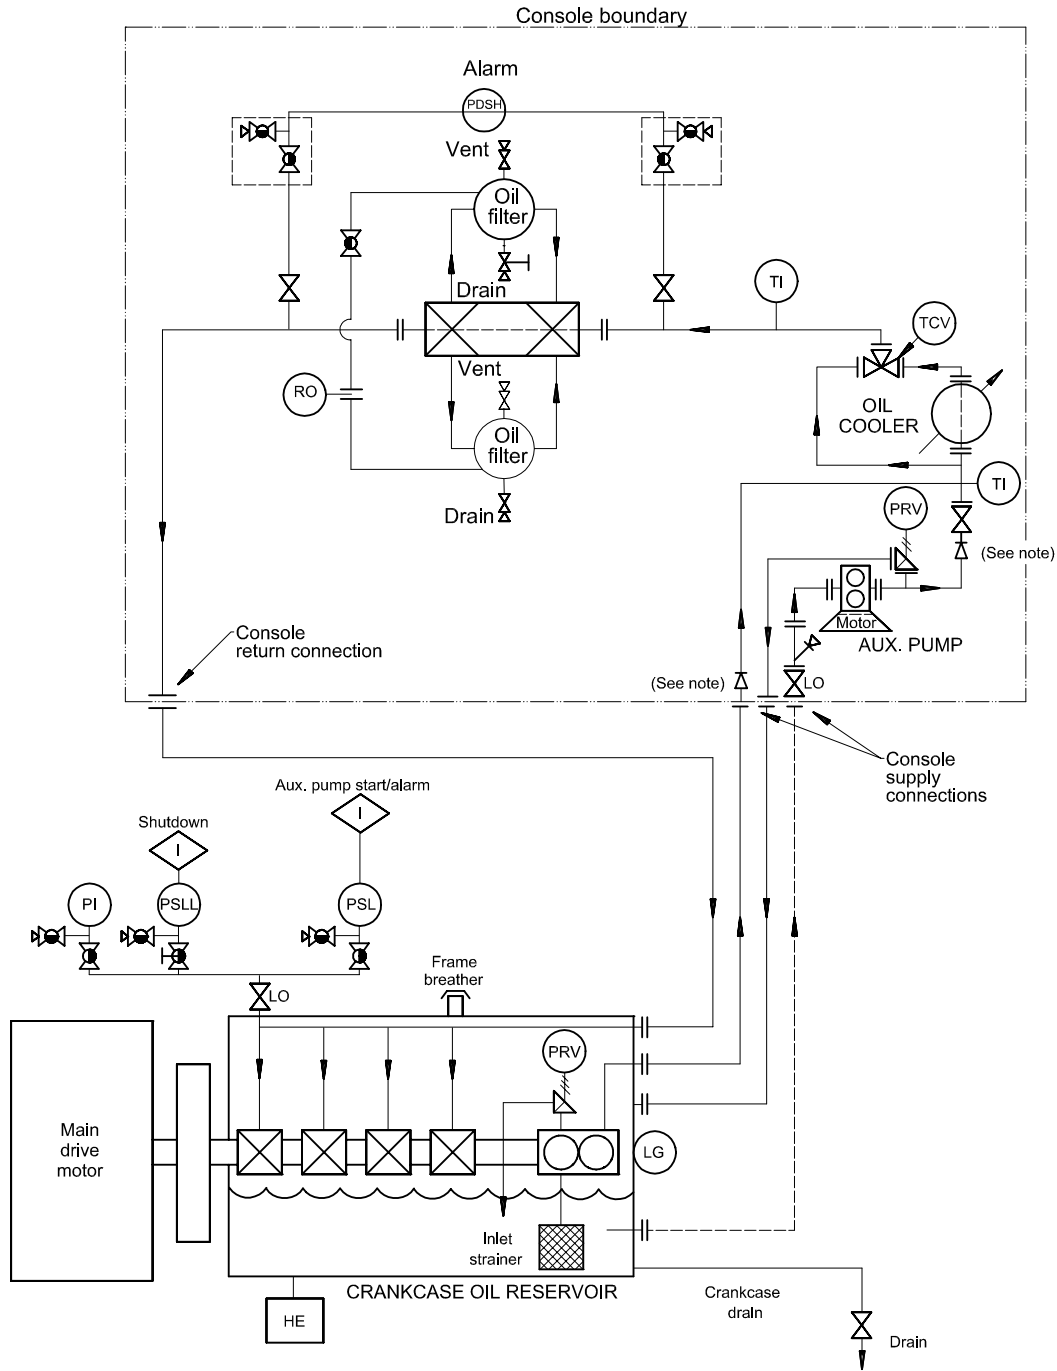 Console boundary
Alarm
PDSH
Vent
Oil
filter
Drain
TI
TCV
Vent
RO
OIL
COOLER
Oil
filter
Drain
TI
PRV
(See note)
Motor
AUX. PUMP
Console
return connection
(See note)
LO
Console
supply
connections
Aux. pump start/alarm
I
Shutdown
I
PI
PSLL
PSL
LO
Frame
breather
PRV
Main
drive
motor
LG
Inlet
strainer
CRANKCASE OIL RESERVOIR
HE
Crankcase
drain
Drain